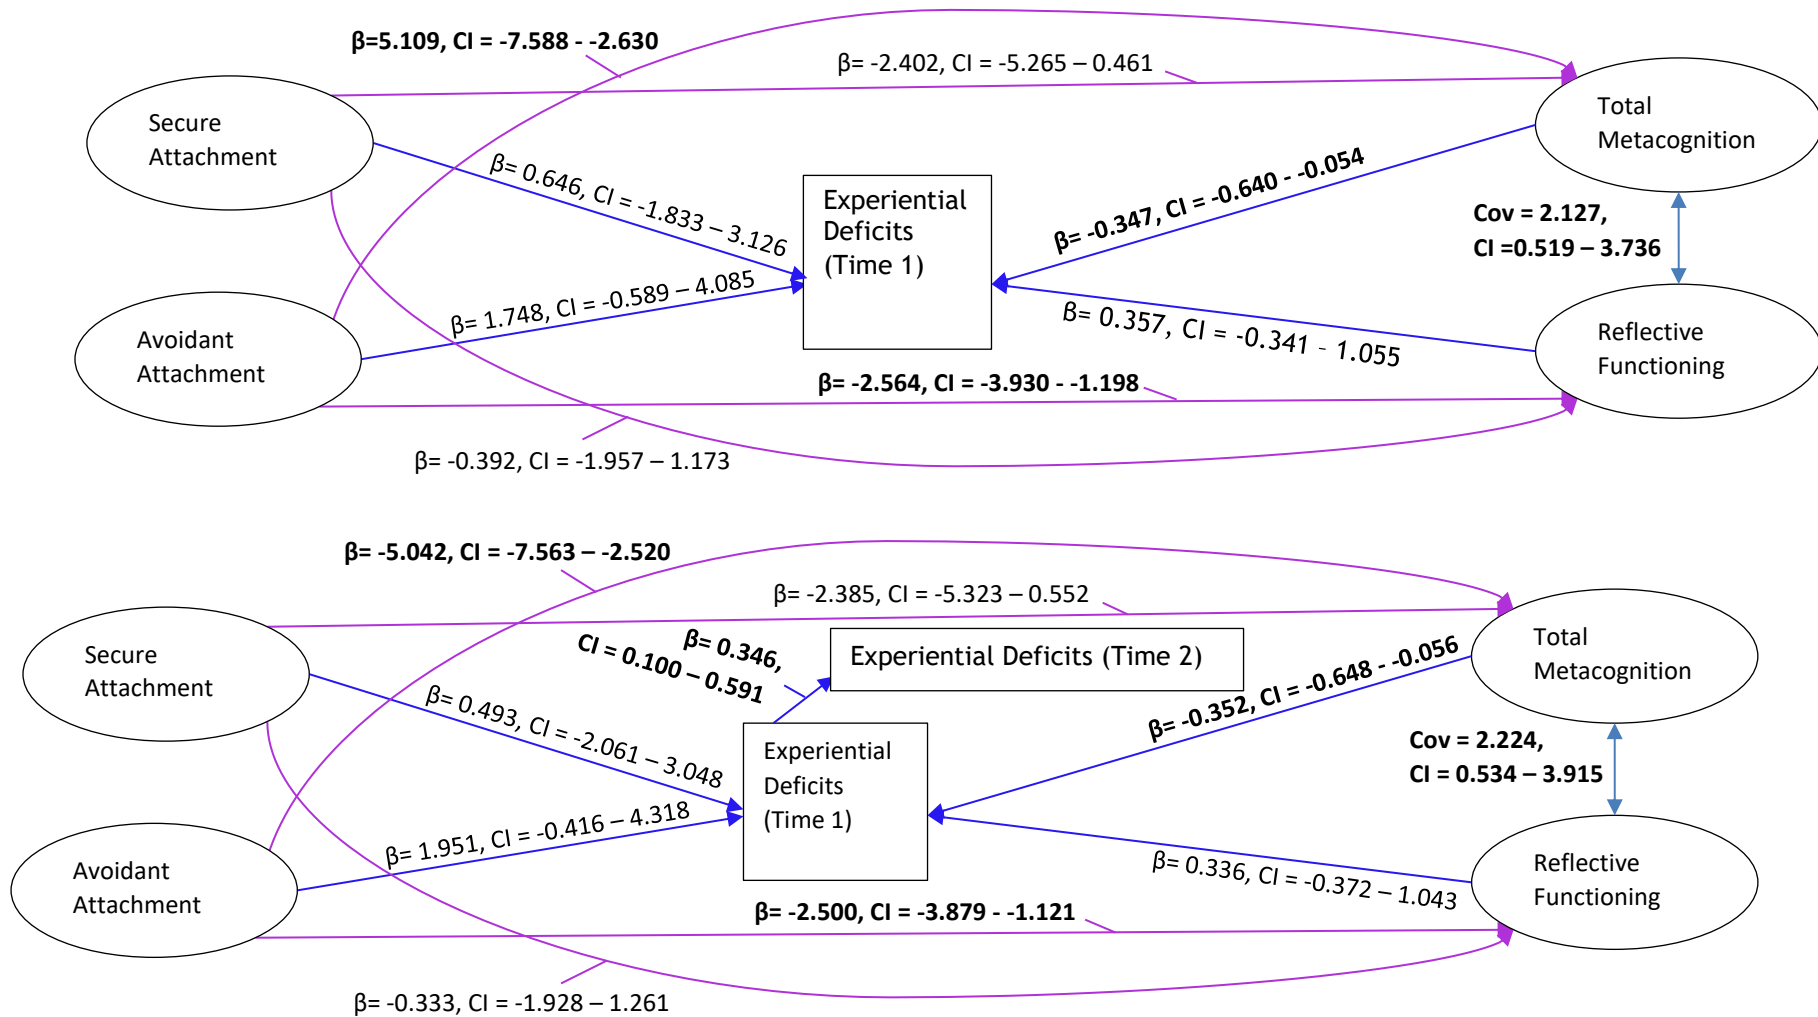 β=5.109, CI = -7.588 - -2.630
β= -2.402, CI = -5.265 – 0.461
Secure
Attachment
Total
Metacognition
β= 0.646, CI = -1.833 – 3.126
Experiential
Deficits
(Time 1)
β= -0.347, CI = -0.640 - -0.054
Cov = 2.127,
CI =0.519 – 3.736
β= 1.748, CI = -0.589 – 4.085
β= 0.357, CI = -0.341 - 1.055
Avoidant
Attachment
Reflective
Functioning
β= -2.564, CI = -3.930 - -1.198
β= -0.392, CI = -1.957 – 1.173
β= -5.042, CI = -7.563 – -2.520
β= -2.385, CI = -5.323 – 0.552
Secure
Attachment
β= 0.346,
CI = 0.100 – 0.591
Experiential Deficits (Time 2)
Total
Metacognition
β= 0.493, CI = -2.061 – 3.048
β= -0.352, CI = -0.648 - -0.056
Experiential
Deficits
(Time 1)
Cov = 2.224,
CI = 0.534 – 3.915
β= 1.951, CI = -0.416 – 4.318
β= 0.336, CI = -0.372 – 1.043
Avoidant
Attachment
Reflective
Functioning
β= -2.500, CI = -3.879 - -1.121
β= -0.333, CI = -1.928 – 1.261